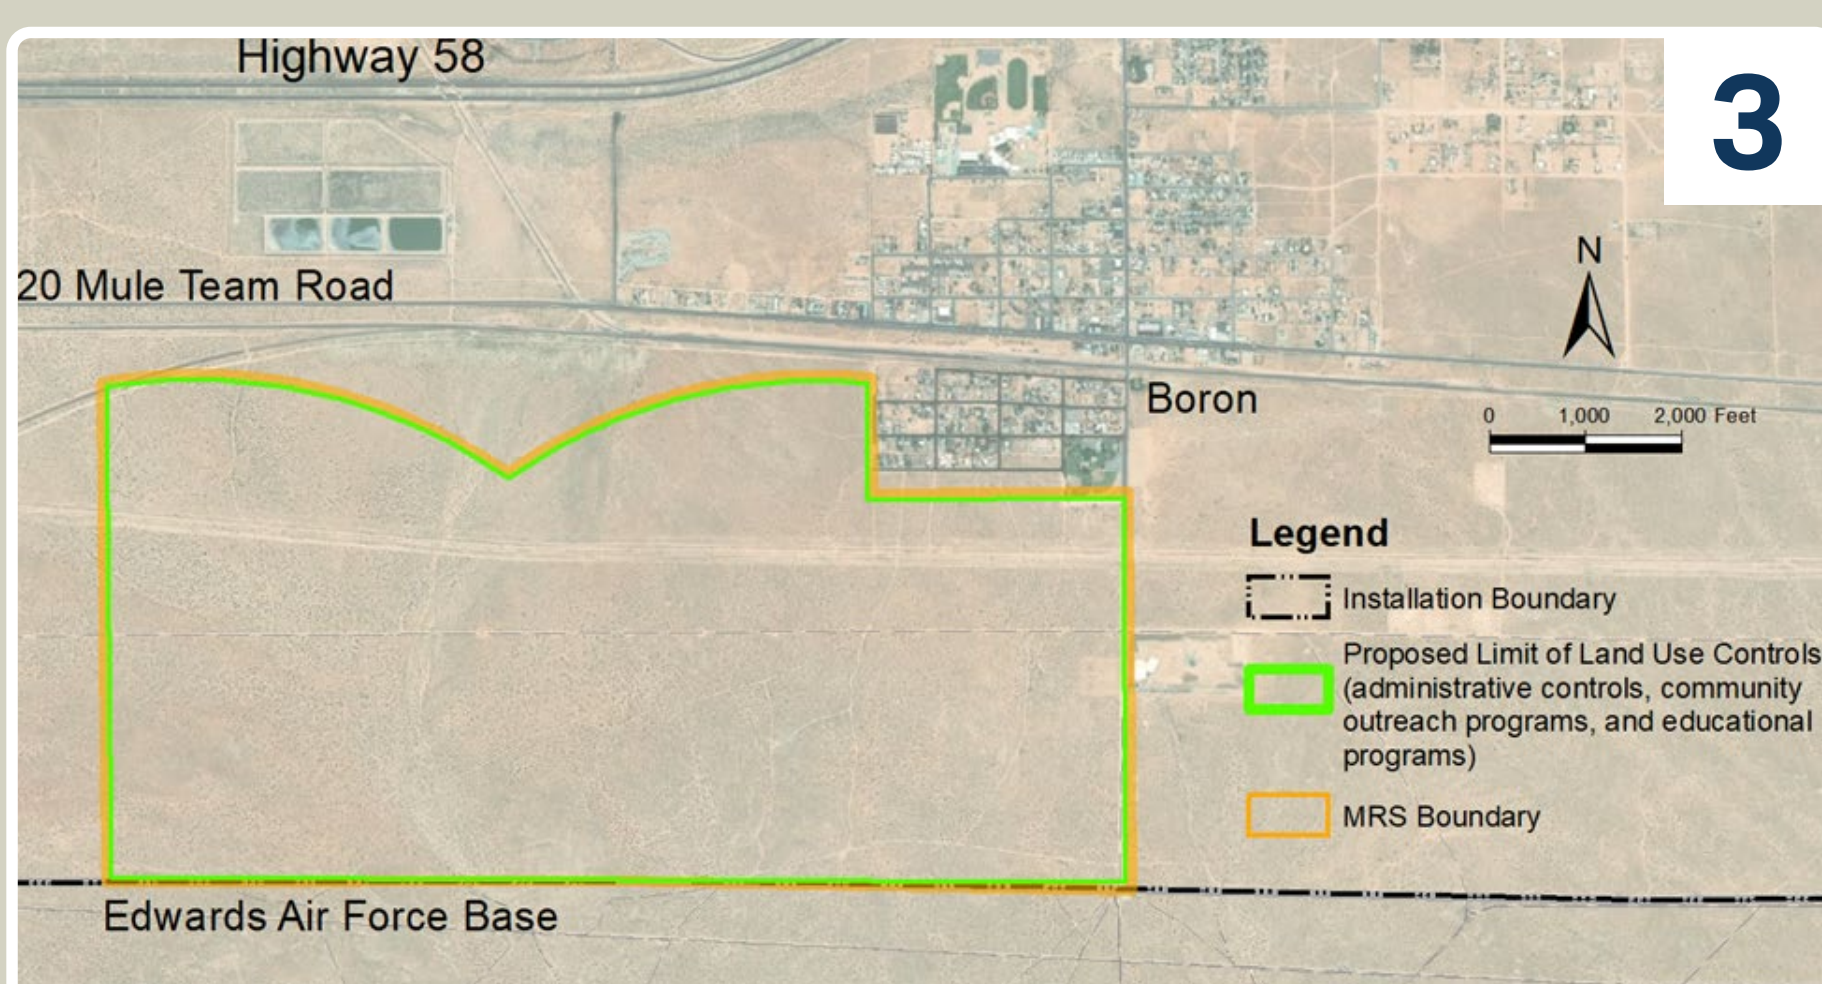 Highway 58
3
20 Mule Team Road
N
Boron
0 1,000 2,000 Feet
Legend
Installation Boundary
Proposed Limit of Land Use Controls
(administrative controls, community
outreach programs, and educational
programs)
MRS Boundary
Edwards Air Force Base